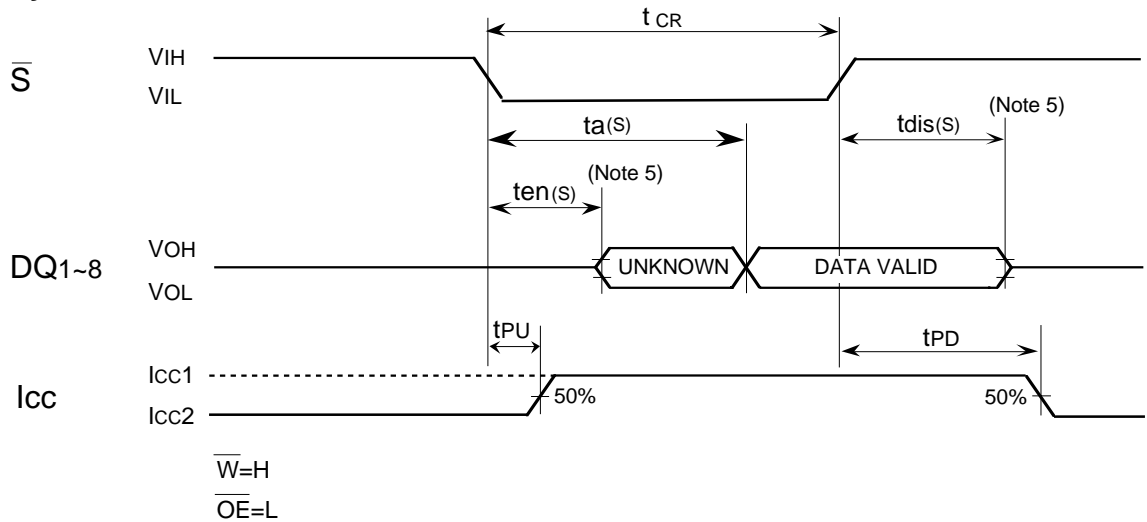 t CR
S
VIH
VIL
(Note 5)
ta(S)
tdis(S)
(Note 5)
ten(S)
DQ1~8
VOH
VOL
UNKNOWN
DATA VALID
tPU
tPD
Icc
Icc1
Icc2
50%
50%
W=H
OE=L